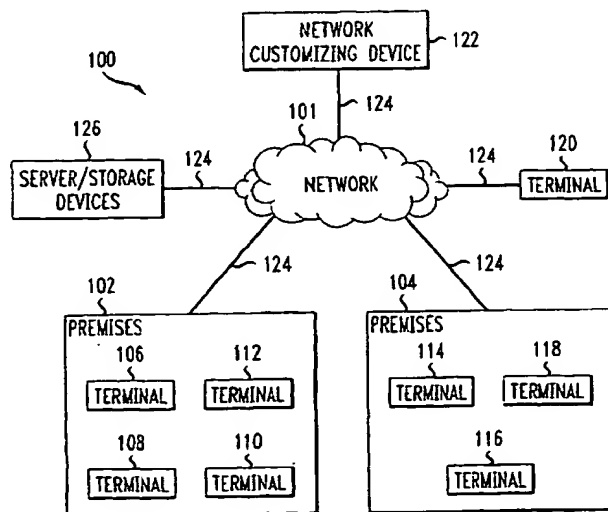 NETWORK
CUSTOMIZING DEVICE
122
100
124
101
126
SERVER/STORAGE
DEVICES
124
NETWORK
124
120
TERMINAL
124
124
102
PREMISES
106
TERMINAL
112
TERMINAL
108
TERMINAL
110
TERMINAL
104
PREMISES
114
TERMINAL
118
TERMINAL
116
TERMINAL